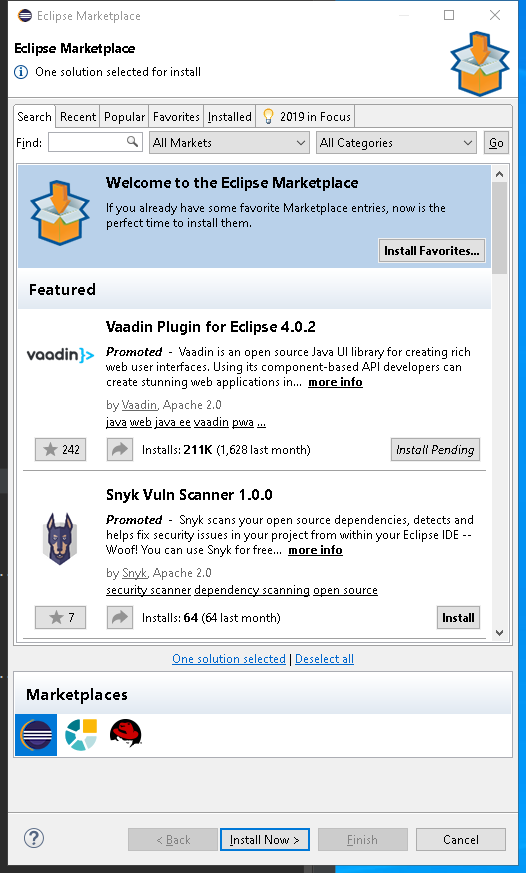 Eclipse Marketplace
Eclipse Marketplace
One solution selected for install
Search Recent Popular Favorites Installed 2019 in Focus
Find: All Markets All Categories Go
Welcome to the Eclipse Marketplace
If you already have some favorite Marketplace entries, now is the
perfect time to install them.
Install Favorites...
Featured
Vaadin Plugin for Eclipse 4.0.2
vaadin}>
Promoted - Vaadin is an open source Java UI library for creating rich
web user interfaces. Using its component-based API developers can
create stunning web applications in... more info
by Vaadin, Apache 2.0
java web java ee vaadin pwa ...
242 Installs: 211K (1,628 last month) Install Pending
Snyk Vuln Scanner 1.0.0
Promoted - Snyk scans your open source dependencies, detects and
helps fix security issues in your project from within your Eclipse IDE --
Woof! You can use Snyk for free... more info
by Snyk, Apache 2.0
security scanner dependency scanning open source
7 Installs: 64 (64 last month) Install
One solution selected | Deselect all
Marketplaces
? < Back Install Now > Finish Cancel